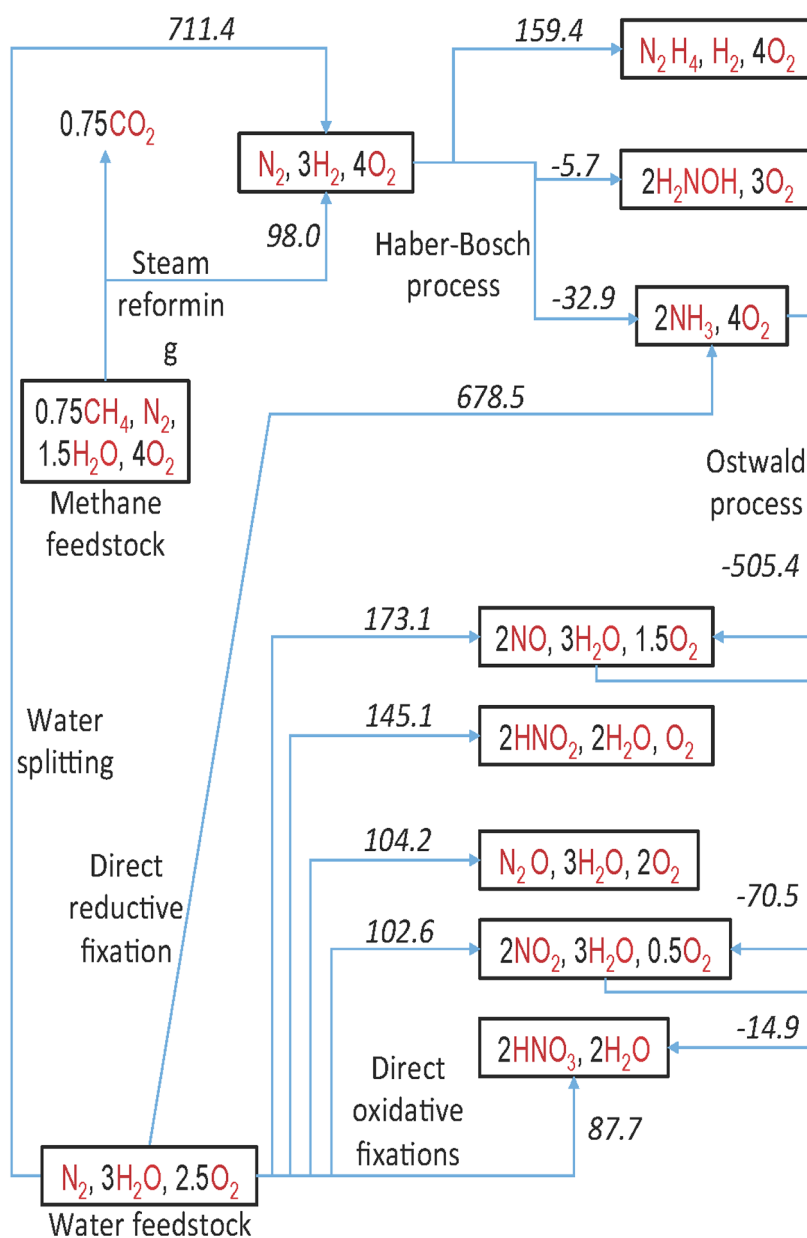 711.4
159.4
N₂H₄, H₂, 4O₂
0.75CO₂
N₂, 3H₂, 4O₂
-5.7
2H₂NOH, 3O₂
98.0
Haber-Bosch
process
Steam
reformin
g
-32.9
2NH₃, 4O₂
678.5
0.75CH₄, N₂,
1.5H₂O, 4O₂
Methane
feedstock
Ostwald
process
-505.4
173.1
2NO, 3H₂O, 1.5O₂
Water
splitting
145.1
2HNO₂, 2H₂O, O₂
104.2
N₂O, 3H₂O, 2O₂
Direct
reductive
fixation
-70.5
102.6
2NO₂, 3H₂O, 0.5O₂
-14.9
2HNO₃, 2H₂O
Direct
oxidative
fixations
87.7
N₂, 3H₂O, 2.5O₂
Water feedstock